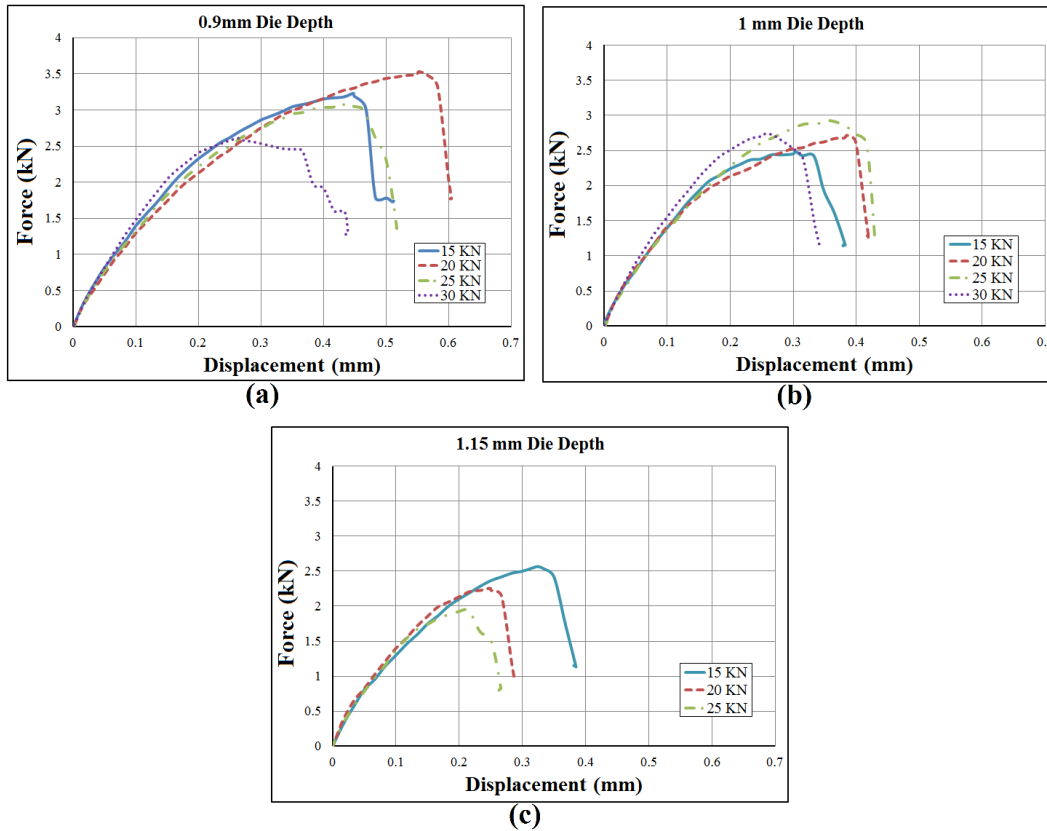 0.9mm Die Depth
4
3.5
3
2.5
2
1.5
1
0.5
0
Force (kN)
15 KN
20 KN
25 KN
30 KN
0 0.1 0.2 0.3 0.4 0.5 0.6 0.7
Displacement (mm)
(a)
1 mm Die Depth
4
3.5
3
2.5
2
1.5
1
0.5
0
Force (kN)
15 KN
20 KN
25 KN
30 KN
0 0.1 0.2 0.3 0.4 0.5 0.6 0.7
Displacement (mm)
(b)
1.15 mm Die Depth
4
3.5
3
2.5
2
1.5
1
0.5
0
Force (kN)
15 KN
20 KN
25 KN
0 0.1 0.2 0.3 0.4 0.5 0.6 0.7
Displacement (mm)
(c)